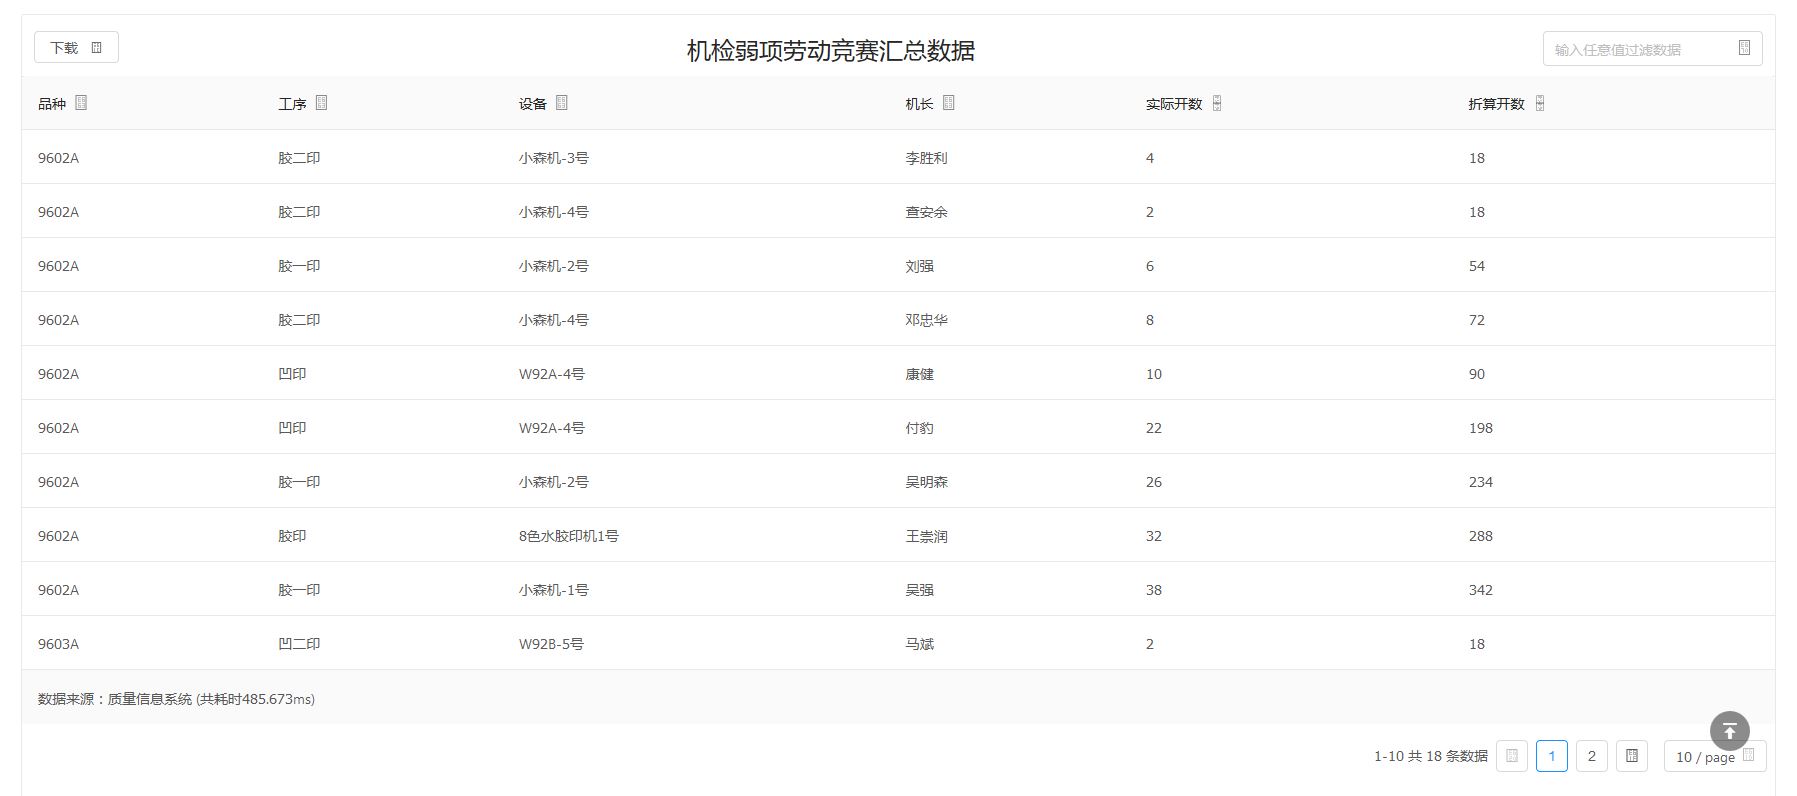 下载
机检弱项劳动竞赛汇总数据
输入任意值过滤数据
品种 工序 设备 机长 实际开数 折算开数
9602A 胶二印 小森机-3号 李胜利 4 18
9602A 胶二印 小森机-4号 查安余 2 18
9602A 胶一印 小森机-2号 刘强 6 54
9602A 胶二印 小森机-4号 邓忠华 8 72
9602A 凹印 W92A-4号 康健 10 90
9602A 凹印 W92A-4号 付豹 22 198
9602A 胶一印 小森机-2号 吴明森 26 234
9602A 胶印 8色水胶印机1号 王崇润 32 288
9602A 胶一印 小森机-1号 吴强 38 342
9603A 凹二印 W92B-5号 马斌 2 18
数据来源：质量信息系统 (共耗时485.673ms)
1-10 共 18 条数据 1 2 10 / page